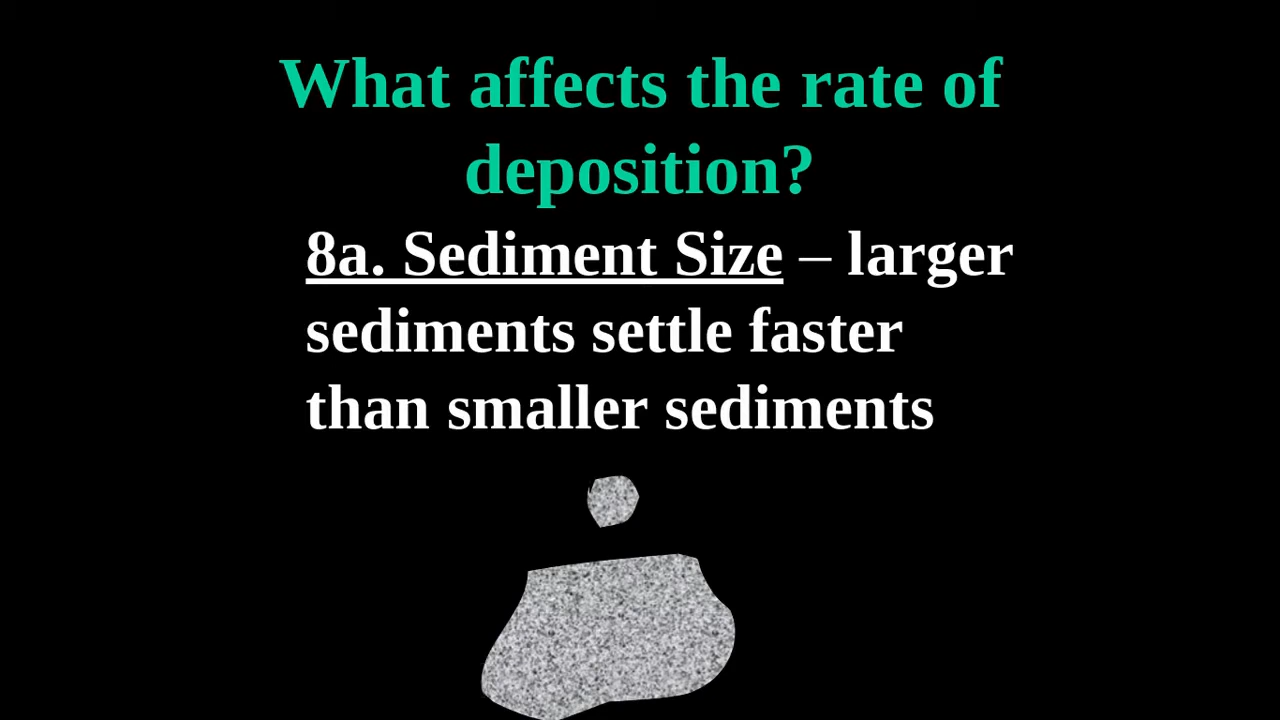 What affects the rate of
deposition?
8a. Sediment Size – larger
sediments settle faster
than smaller sediments